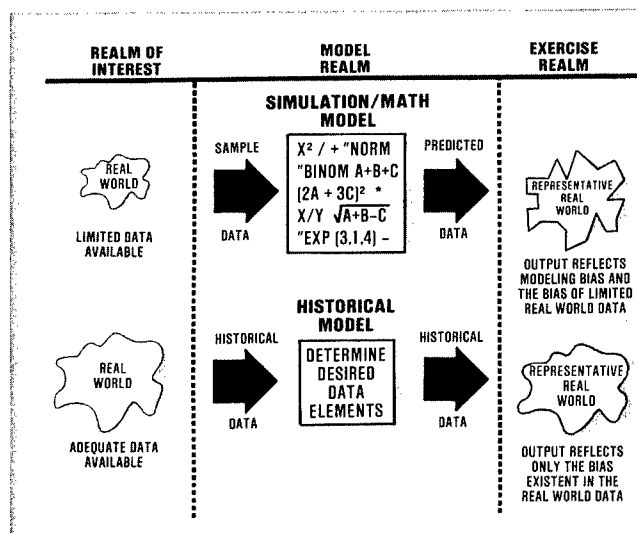 REALM OF
INTEREST
MODEL
REALM
EXERCISE
REALM
SIMULATION/MATH
MODEL
REAL
WORLD
LIMITED DATA
AVAILABLE
SAMPLE
DATA
X² / + "NORM
"BINOM A+B+C
(2A + 3C)² *
X/Y √A+B−C
"EXP (3.1.4) −
PREDICTED
DATA
REPRESENTATIVE
REAL
WORLD
OUTPUT REFLECTS
MODELING BIAS AND
THE BIAS OF LIMITED
REAL WORLD DATA
HISTORICAL
MODEL
REAL
WORLD
ADEQUATE DATA
AVAILABLE
HISTORICAL
DATA
DETERMINE
DESIRED
DATA
ELEMENTS
HISTORICAL
DATA
REPRESENTATIVE
REAL
WORLD
OUTPUT REFLECTS
ONLY THE BIAS
EXISTENT IN THE
REAL WORLD DATA